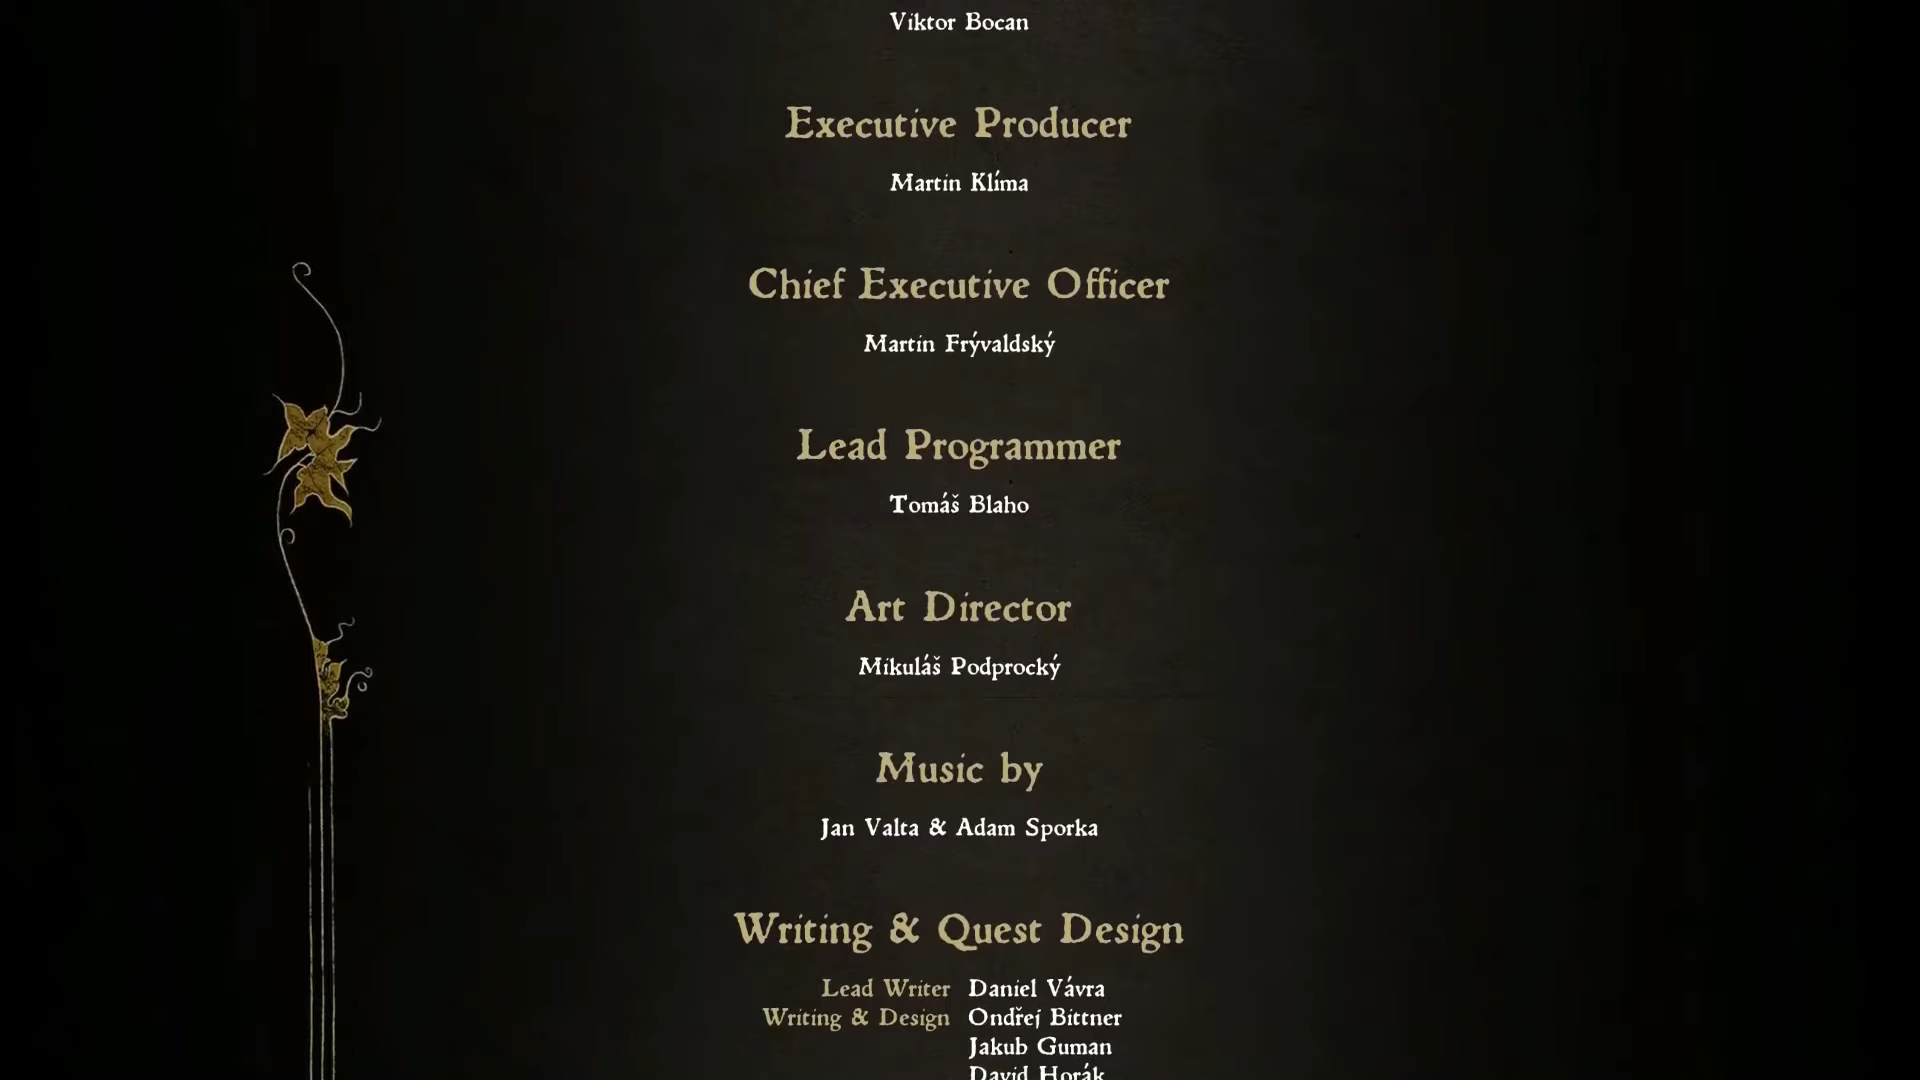 Viktor Bocan
Executive Producer
Martin Klíma
Chief Executive Officer
Martin Frývaldský
Lead Programmer
Tomáš Blaho
Art Director
Mikuláš Podprocký
Music by
Jan Valta & Adam Sporka
Writing & Quest Design
Lead Writer Daniel Vávra
Writing & Design Ondřej Bittner
Jakub Guman
David Horák